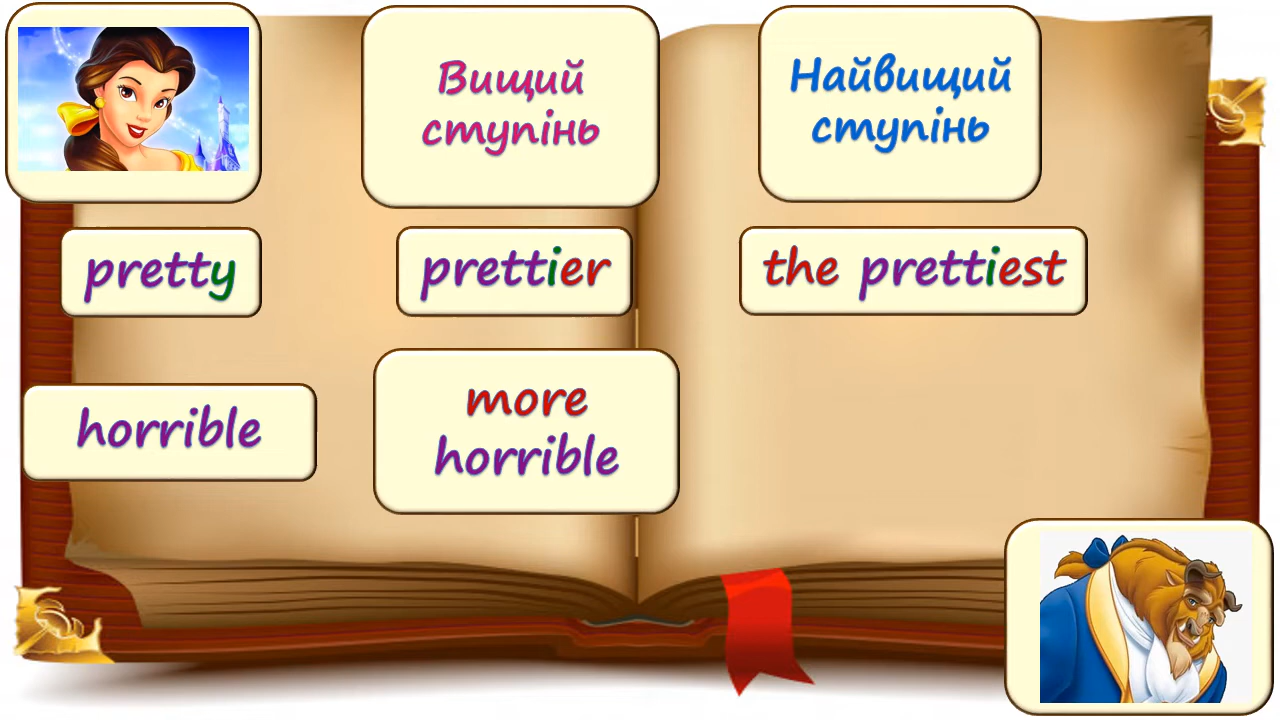 Вищий
ступінь
Найвищий
ступінь
pretty
prettier
the prettiest
horrible
more
horrible